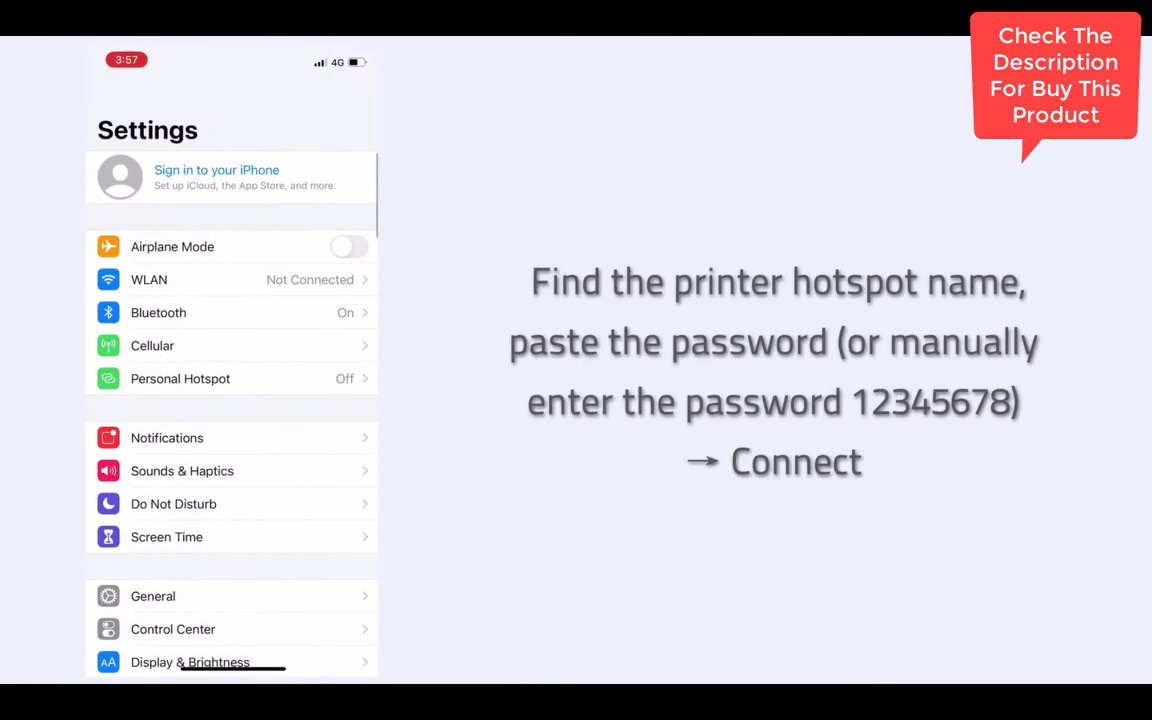 3:57
4G
Settings
Sign in to your iPhone
Set up iCloud, the App Store, and more.
Airplane Mode
WLAN Not Connected
Bluetooth On
Cellular
Personal Hotspot Off
Notifications
Sounds & Haptics
Do Not Disturb
Screen Time
General
Control Center
AA Display & Brightness
Find the printer hotspot name,
paste the password (or manually
enter the password 12345678)
→ Connect
Check The
Description
For Buy This
Product